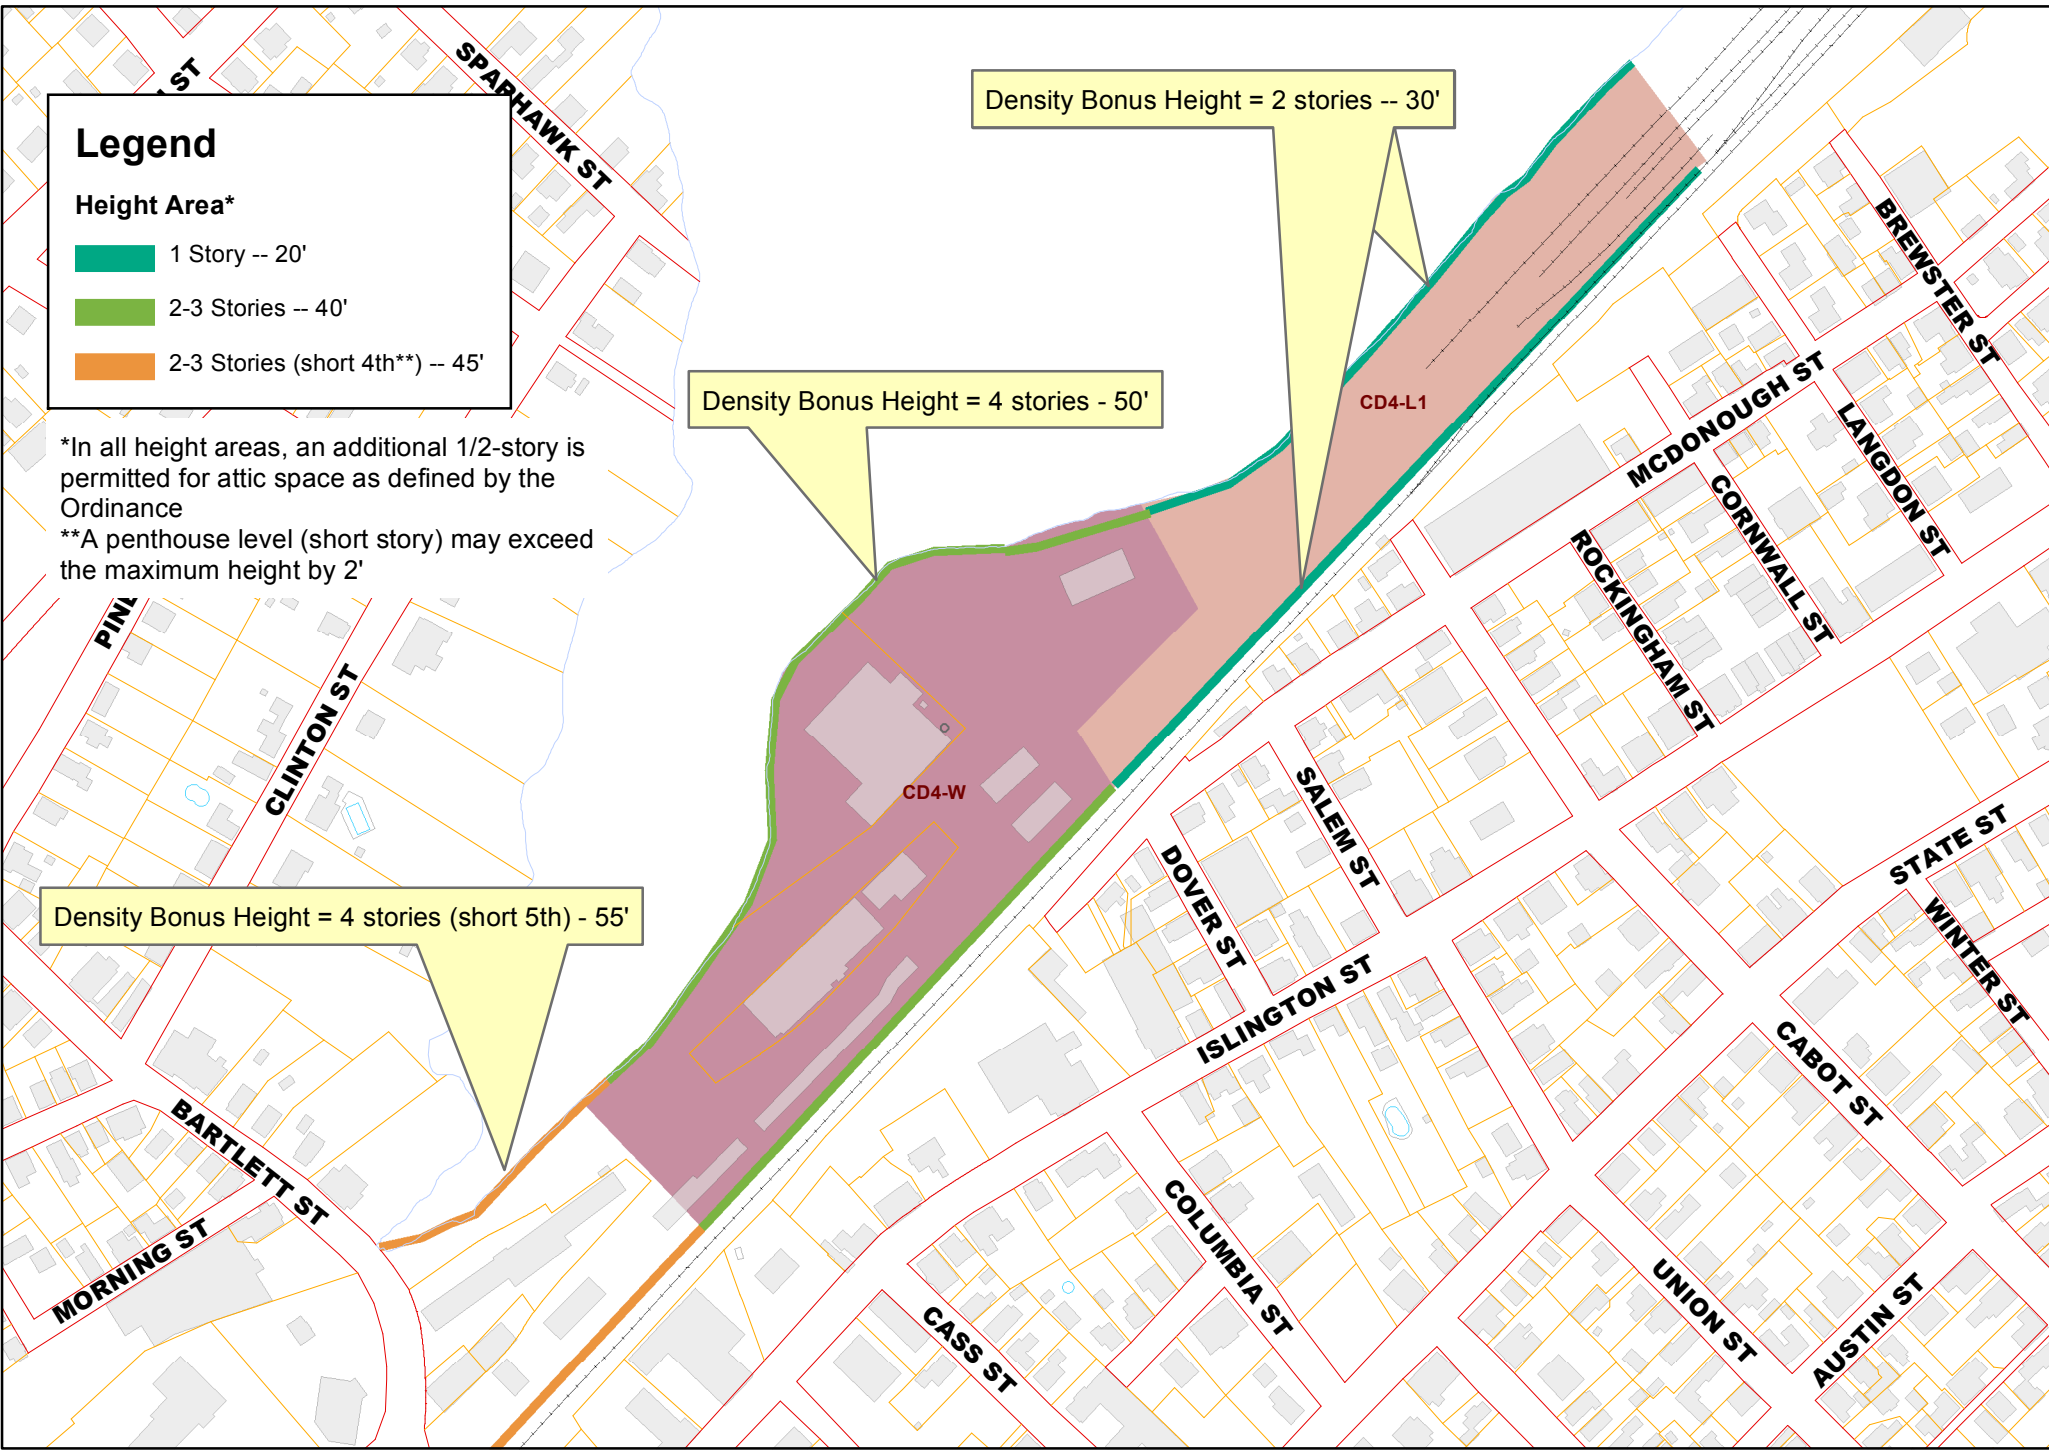 SPARHAWK ST
ST
Legend
Height Area*
1 Story -- 20'
2-3 Stories -- 40'
2-3 Stories (short 4th**) -- 45'
*In all height areas, an additional 1/2-story is
permitted for attic space as defined by the
Ordinance
**A penthouse level (short story) may exceed
the maximum height by 2'
Density Bonus Height = 2 stories -- 30'
Density Bonus Height = 4 stories - 50'
Density Bonus Height = 4 stories (short 5th) - 55'
CD4-L1
CD4-W
BREWSTER ST
MCDONOUGH ST
LANGDON ST
CORNWALL ST
ROCKINGHAM ST
PINE
CLINTON ST
SALEM ST
DOVER ST
STATE ST
WINTER ST
ISLINGTON ST
CABOT ST
BARTLETT ST
MORNING ST
COLUMBIA ST
CASS ST
UNION ST
AUSTIN ST